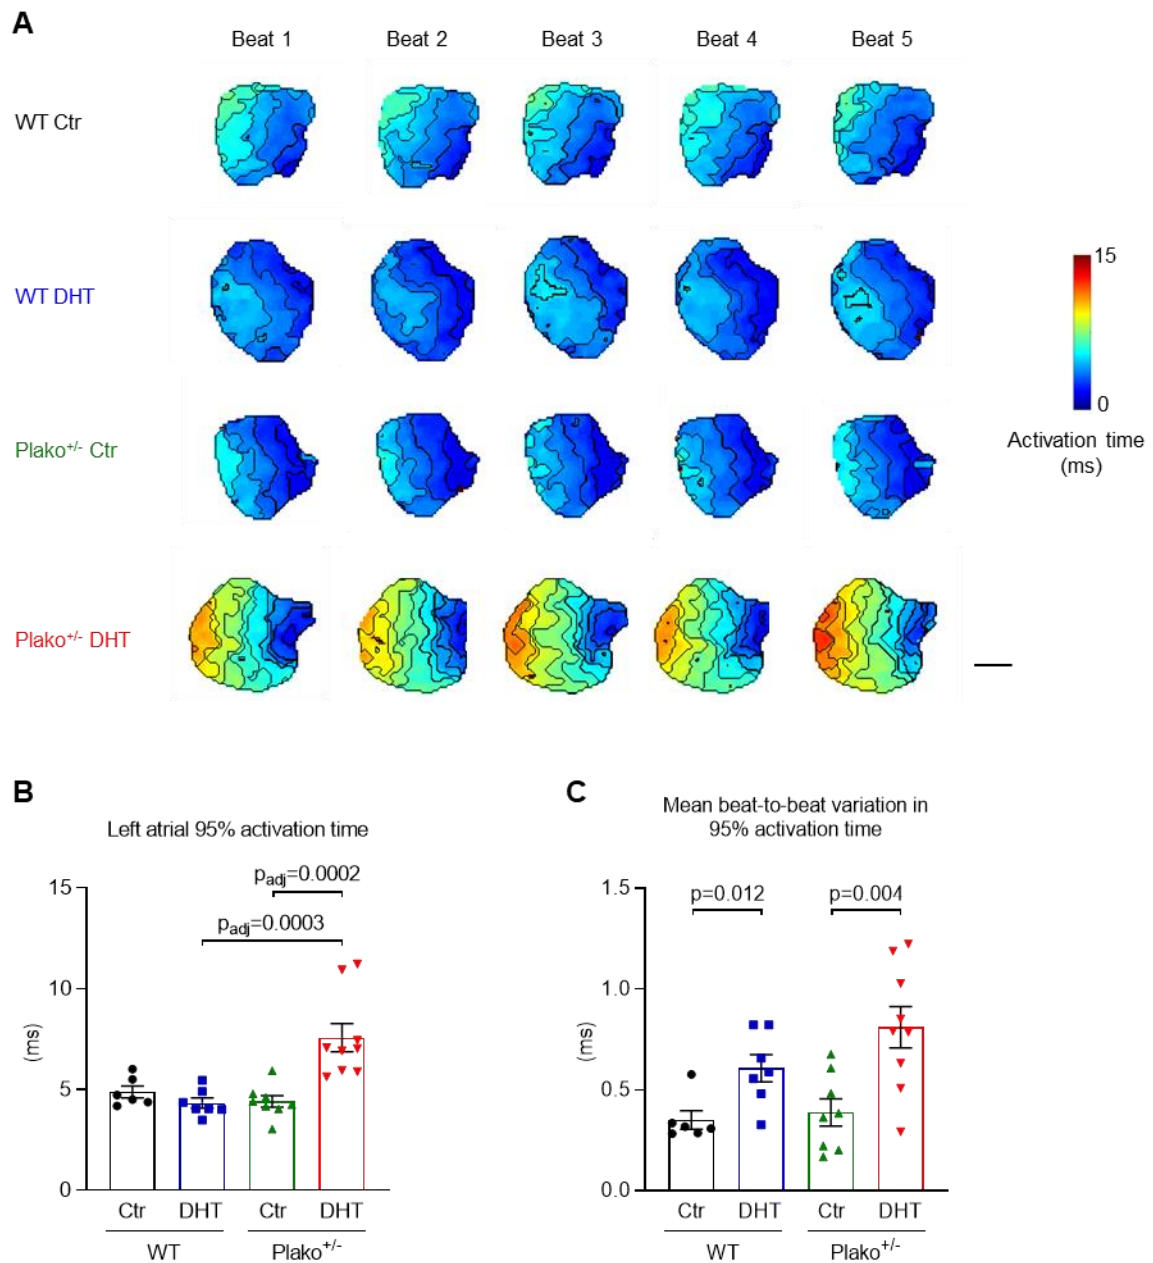 A
Beat 1 Beat 2 Beat 3 Beat 4 Beat 5
WT Ctr
WT DHT
15
0
Activation time
(ms)
Plako+/- Ctr
Plako+/- DHT
B
Left atrial 95% activation time
padj=0.0002
padj=0.0003
15
10
5
0
(ms)
Ctr DHT Ctr DHT
WT Plako+/-
C
Mean beat-to-beat variation in
95% activation time
p=0.012 p=0.004
1.5
1.0
0.5
0.0
(ms)
Ctr DHT Ctr DHT
WT Plako+/-